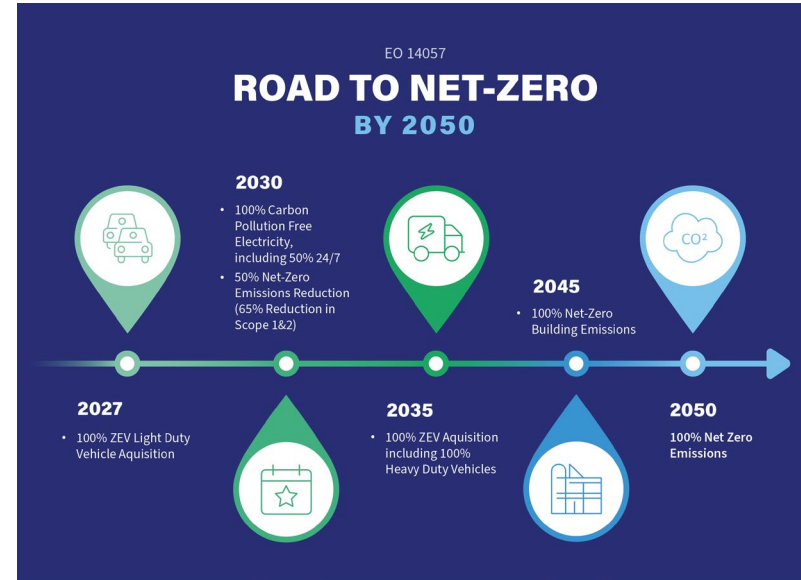 EO 14057
ROAD TO NET-ZERO
BY 2050
2030
• 100% Carbon
Pollution Free
Electricity,
including 50% 24/7
• 50% Net-Zero
Emissions Reduction
(65% Reduction in
Scope 1&2)
CO²
2045
• 100% Net-Zero
Building Emissions
2027
• 100% ZEV Light Duty
Vehicle Aquisition
2035
• 100% ZEV Aquisition
including 100%
Heavy Duty Vehicles
2050
100% Net Zero
Emissions